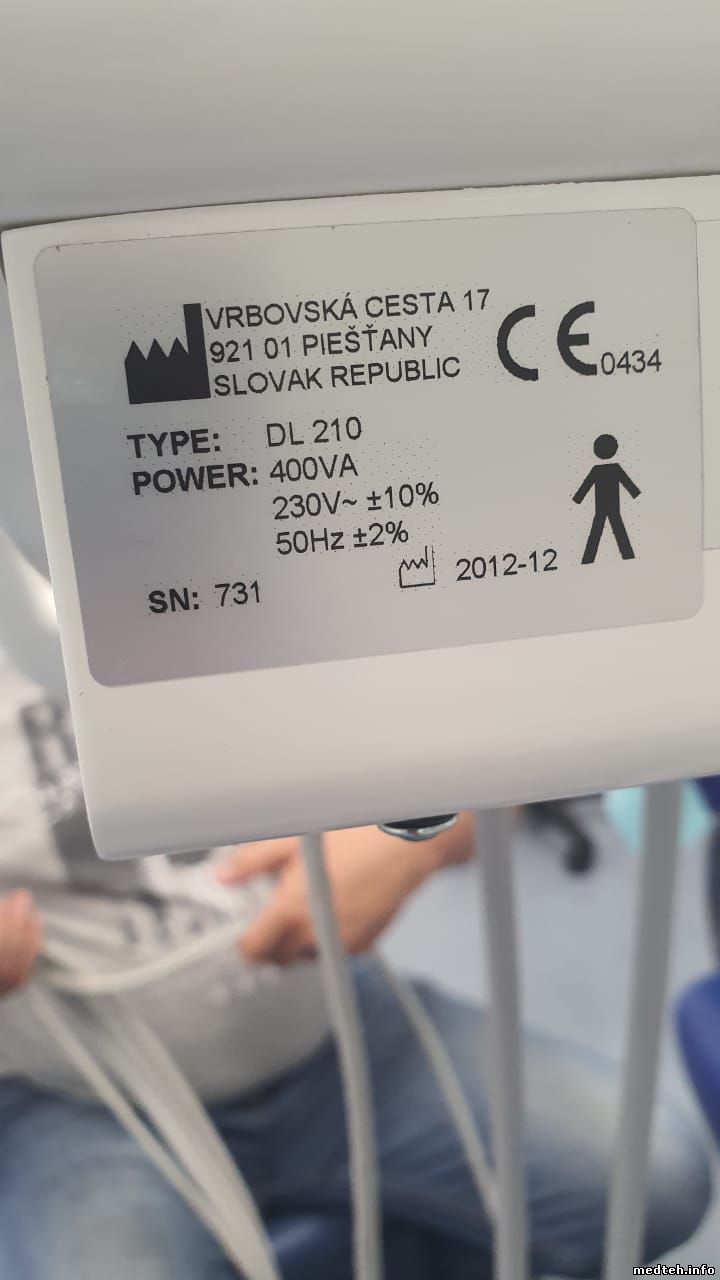 VRBOVSKÁ CESTA 17
921 01 PIEŠŤANY
SLOVAK REPUBLIC
CE 0434
TYPE: DL 210
POWER: 400VA
230V~ ±10%
50Hz ±2%
2012-12
SN: 731
medteh.info